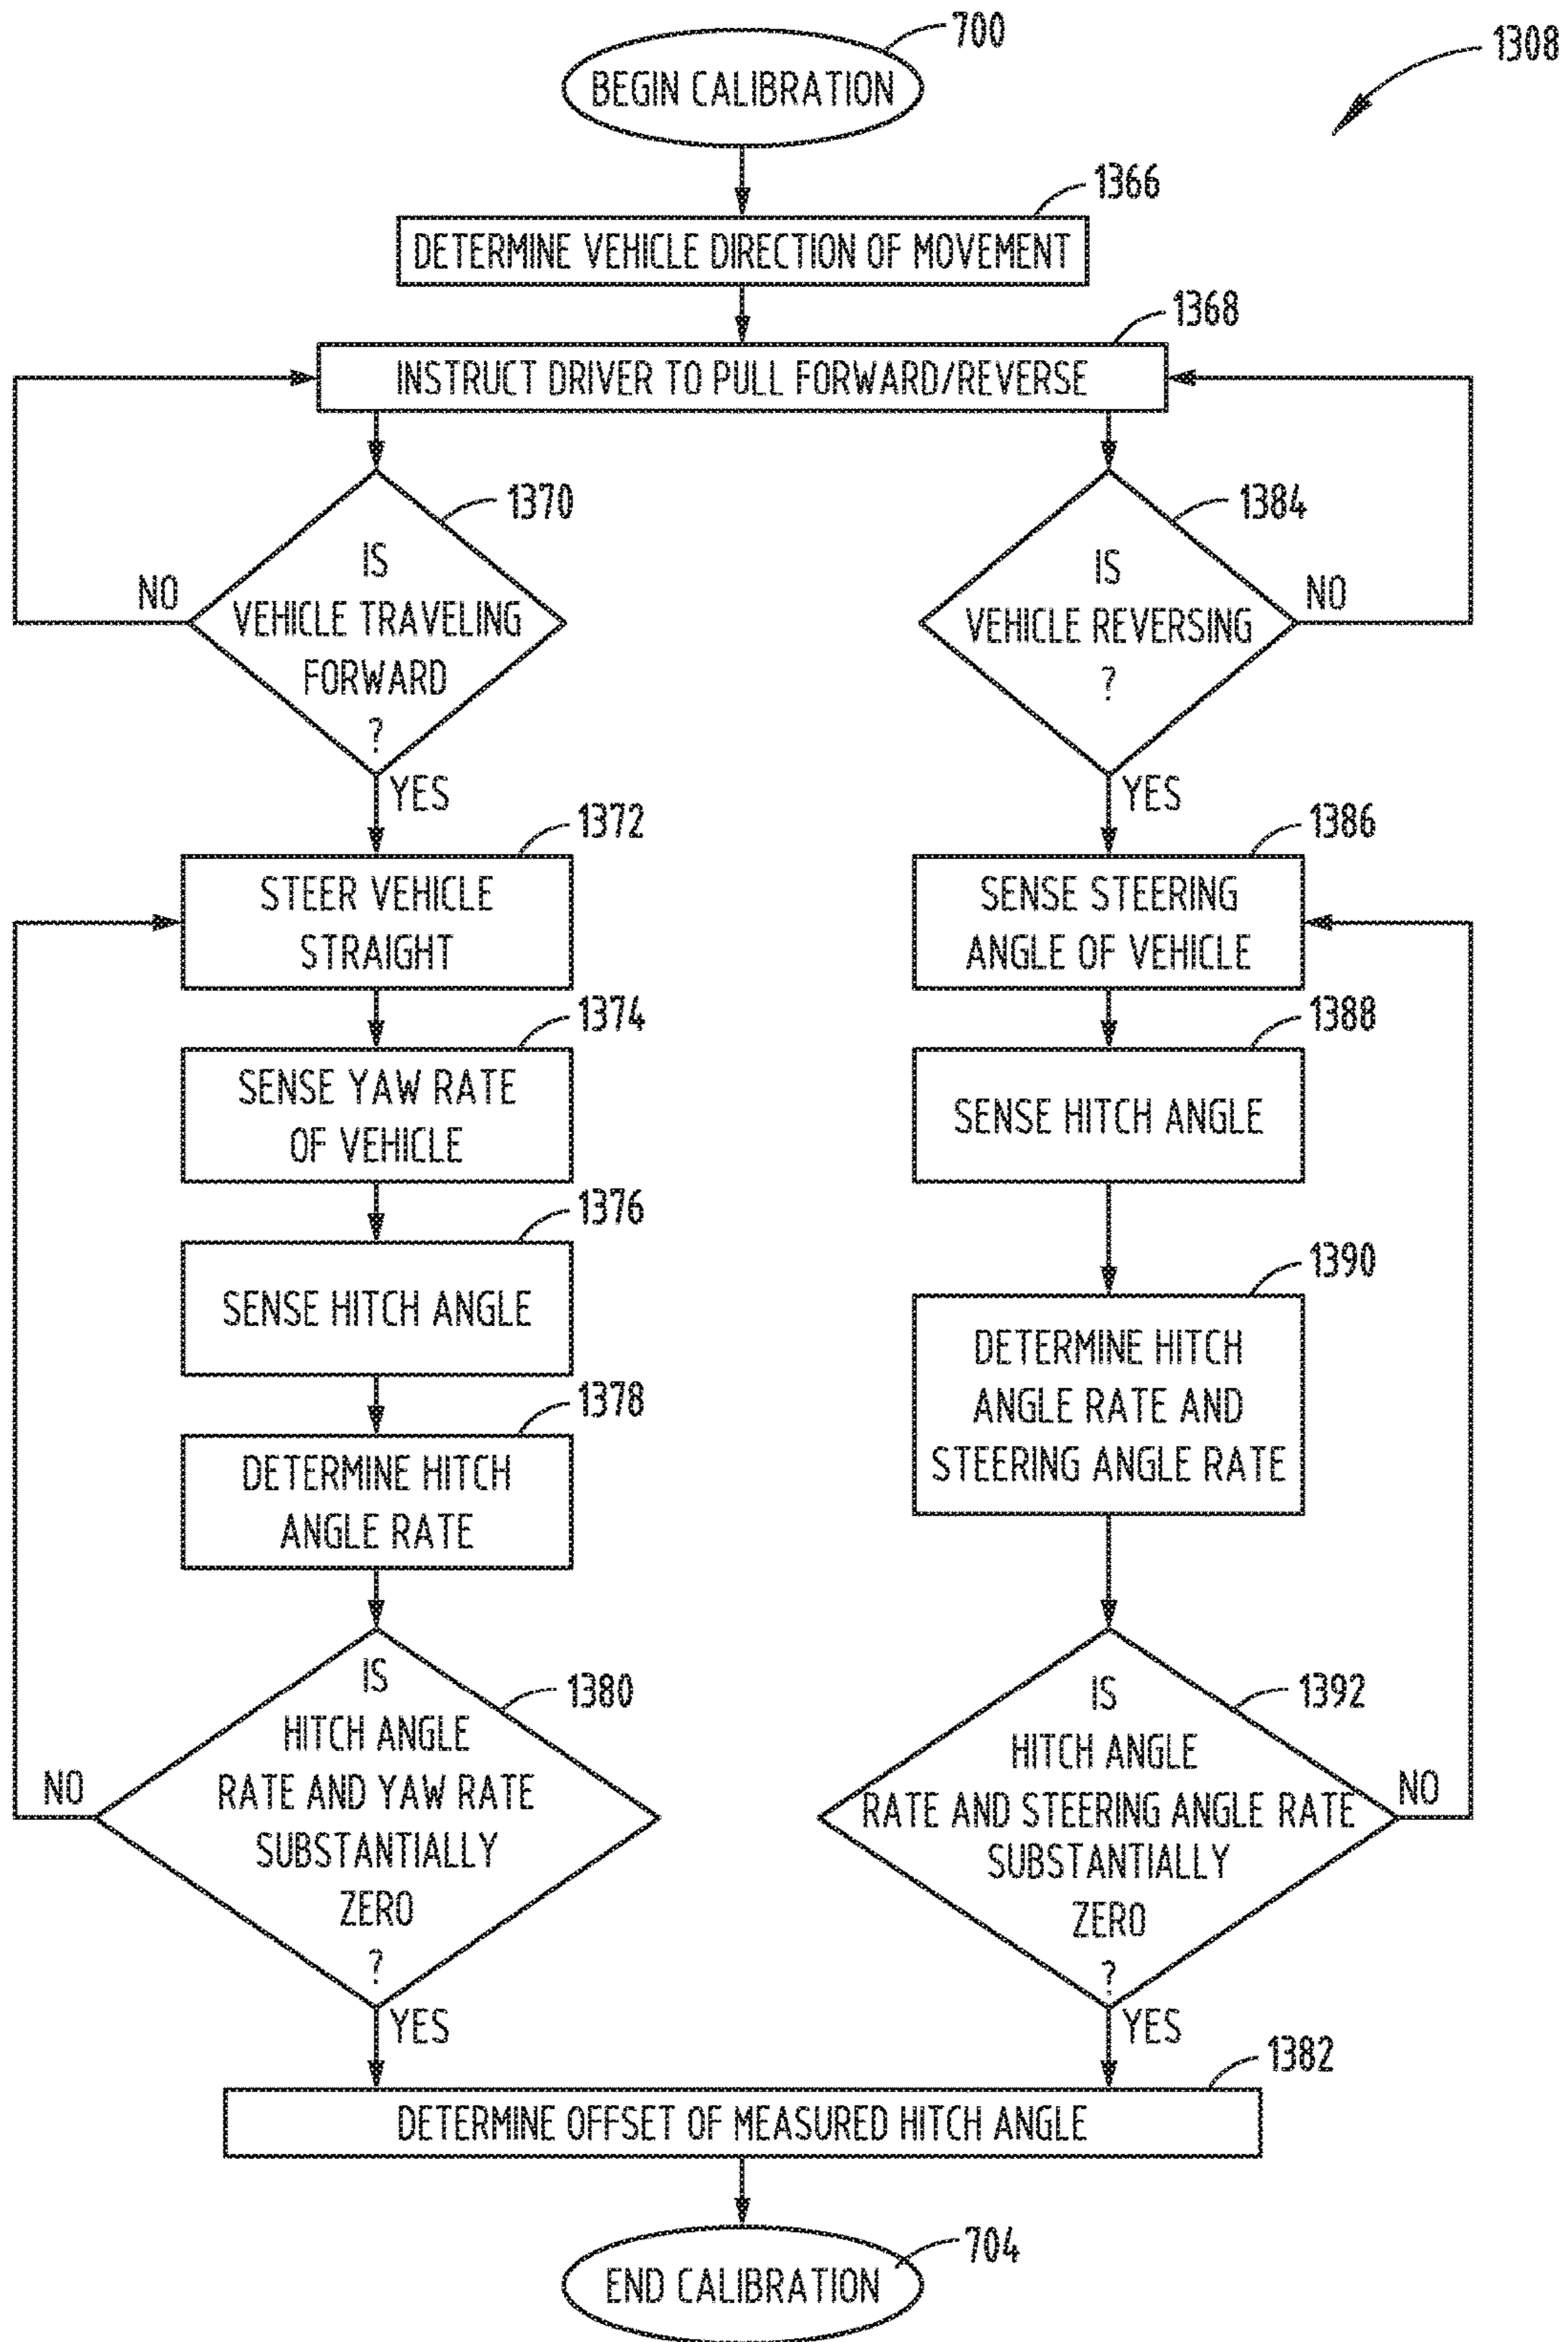 700
1308
BEGIN CALIBRATION
1366
DETERMINE VEHICLE DIRECTION OF MOVEMENT
1368
INSTRUCT DRIVER TO PULL FORWARD/REVERSE
1370
IS
VEHICLE TRAVELING
FORWARD
?
NO
YES
1372
STEER VEHICLE
STRAIGHT
1374
SENSE YAW RATE
OF VEHICLE
1376
SENSE HITCH ANGLE
1378
DETERMINE HITCH
ANGLE RATE
1380
IS
HITCH ANGLE
RATE AND YAW RATE
SUBSTANTIALLY
ZERO
?
NO
YES
1384
IS
VEHICLE REVERSING
?
NO
YES
1386
SENSE STEERING
ANGLE OF VEHICLE
1388
SENSE HITCH ANGLE
1390
DETERMINE HITCH
ANGLE RATE AND
STEERING ANGLE RATE
1392
IS
HITCH ANGLE
RATE AND STEERING ANGLE RATE
SUBSTANTIALLY
ZERO
?
NO
YES
1382
DETERMINE OFFSET OF MEASURED HITCH ANGLE
704
END CALIBRATION